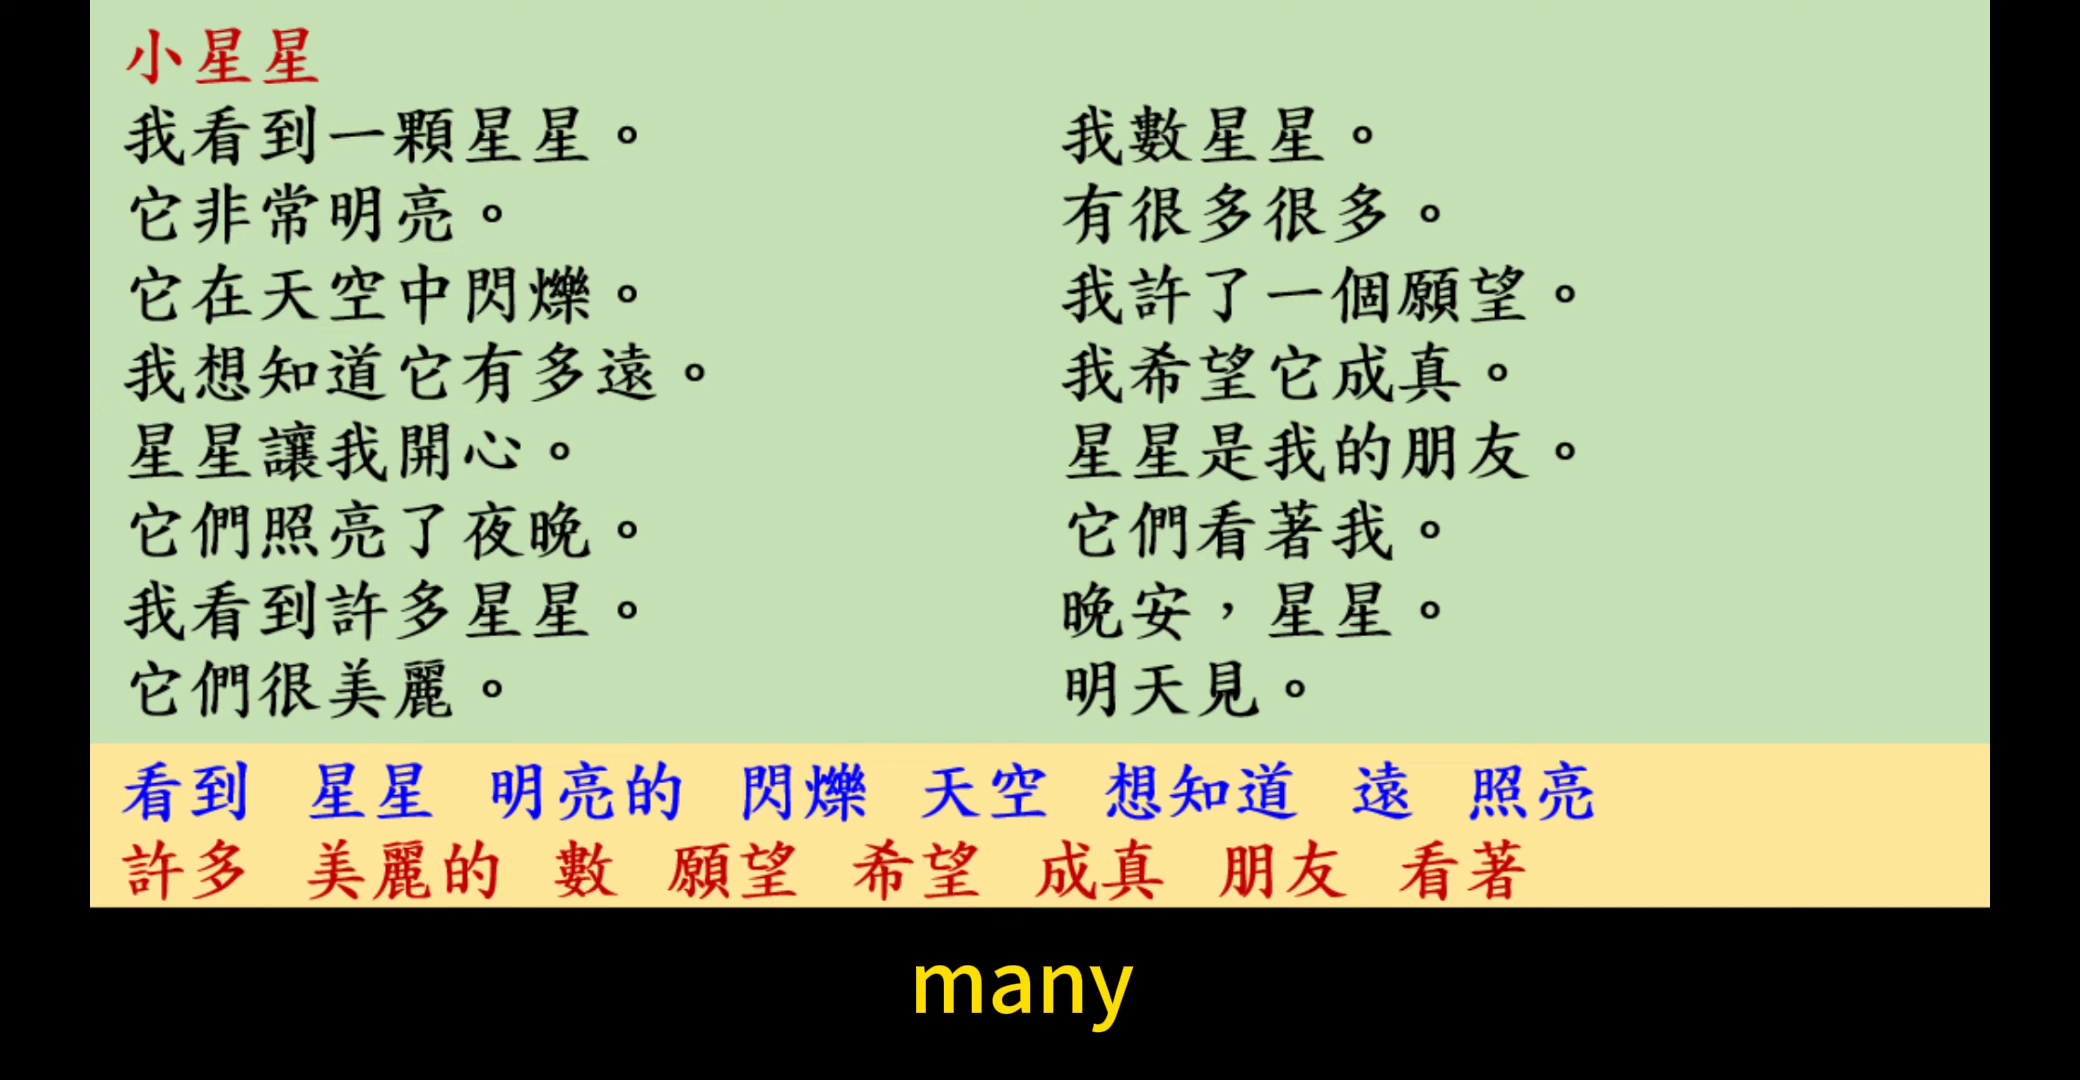 小星星
我看到一顆星星。
它非常明亮。
它在天空中閃爍。
我想知道它有多遠。
星星讓我開心。
它們照亮了夜晚。
我看到許多星星。
它們很美麗。
我數星星。
有很多很多。
我許了一個願望。
我希望它成真。
星星是我的朋友。
它們看著我。
晚安，星星。
明天見。
看到 星星 明亮的 閃爍 天空 想知道 遠 照亮
許多 美麗的 數 願望 希望 成真 朋友 看著
many